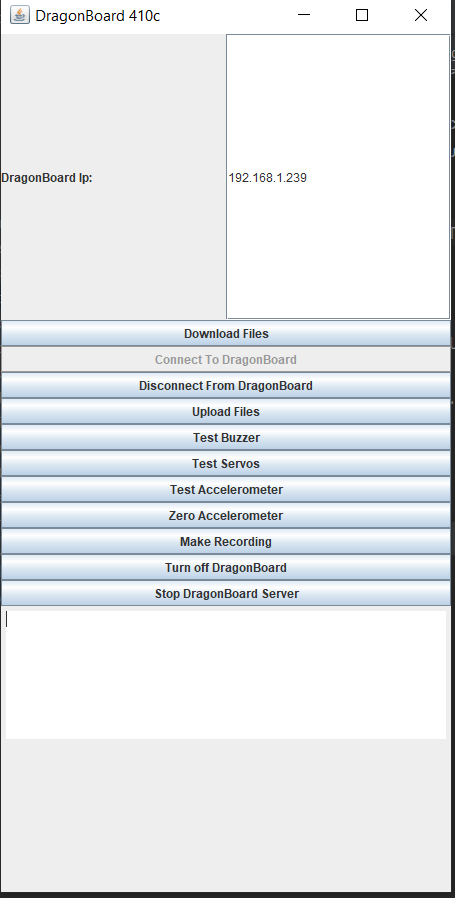 DragonBoard 410c
DragonBoard Ip: 192.168.1.239
Download Files
Connect To DragonBoard
Disconnect From DragonBoard
Upload Files
Test Buzzer
Test Servos
Test Accelerometer
Zero Accelerometer
Make Recording
Turn off DragonBoard
Stop DragonBoard Server